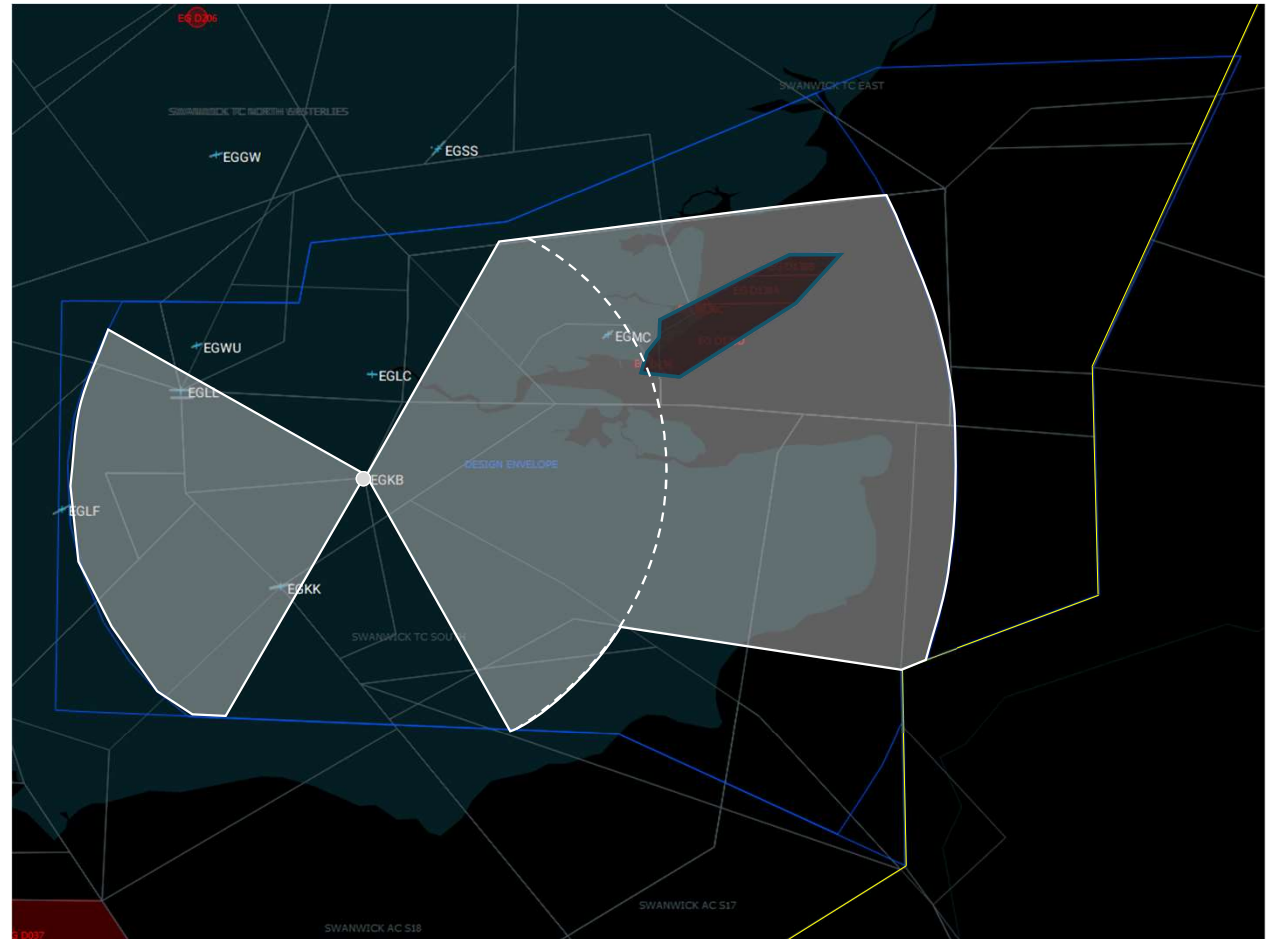 EG D206
SWANWICK TC EAST
SWANWICK TC NORTH WESTERLIES
EGGW
EGSS
EGMC
EGWU
EGLC
EGLL
DESIGN ENVELOPE
EGKB
EGLF
EGKK
SWANWICK TC SOUTH
SWANWICK AC S17
SWANWICK AC S18
G D037